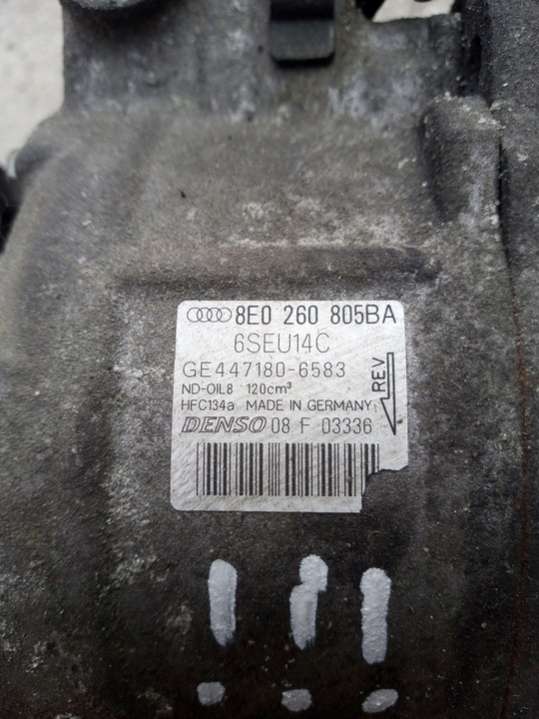 8E0 260 805BA
6SEU14C
GE447180-6583
ND-OIL8 120cm³
HFC134a MADE IN GERMANY
DENSO 08 F 03336
REV